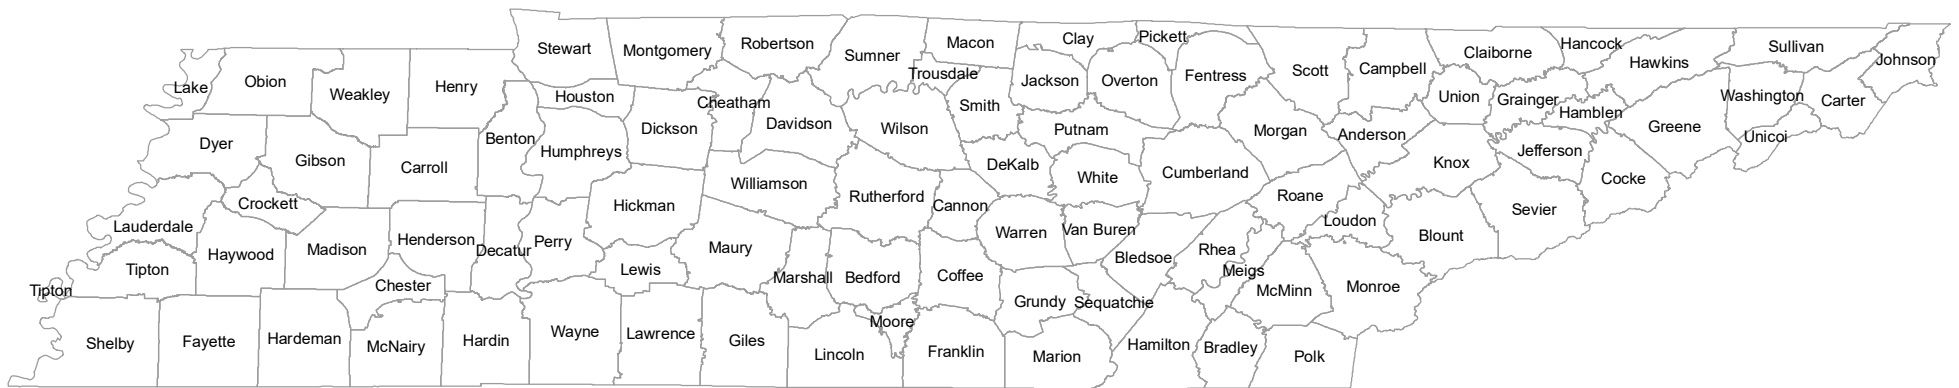 Stewart
Montgomery
Robertson
Sumner
Macon
Clay
Pickett
Claiborne
Hancock
Sullivan
Johnson
Lake
Obion
Weakley
Henry
Houston
Cheatham
Trousdale
Smith
Jackson
Overton
Fentress
Scott
Campbell
Union
Grainger
Hawkins
Hamblen
Washington
Carter
Unicoi
Greene
Dyer
Gibson
Carroll
Benton
Humphreys
Dickson
Davidson
Wilson
Putnam
DeKalb
White
Cumberland
Morgan
Anderson
Knox
Jefferson
Cocke
Sevier
Crockett
Lauderdale
Haywood
Madison
Henderson
Decatur
Perry
Hickman
Williamson
Rutherford
Cannon
Warren
Van Buren
Bledsoe
Rhea
Roane
Loudon
Blount
Tipton
Tipton
Chester
Lewis
Maury
Marshall
Bedford
Coffee
Grundy
Sequatchie
Meigs
McMinn
Monroe
Shelby
Fayette
Hardeman
McNairy
Hardin
Wayne
Lawrence
Giles
Lincoln
Moore
Franklin
Marion
Hamilton
Bradley
Polk